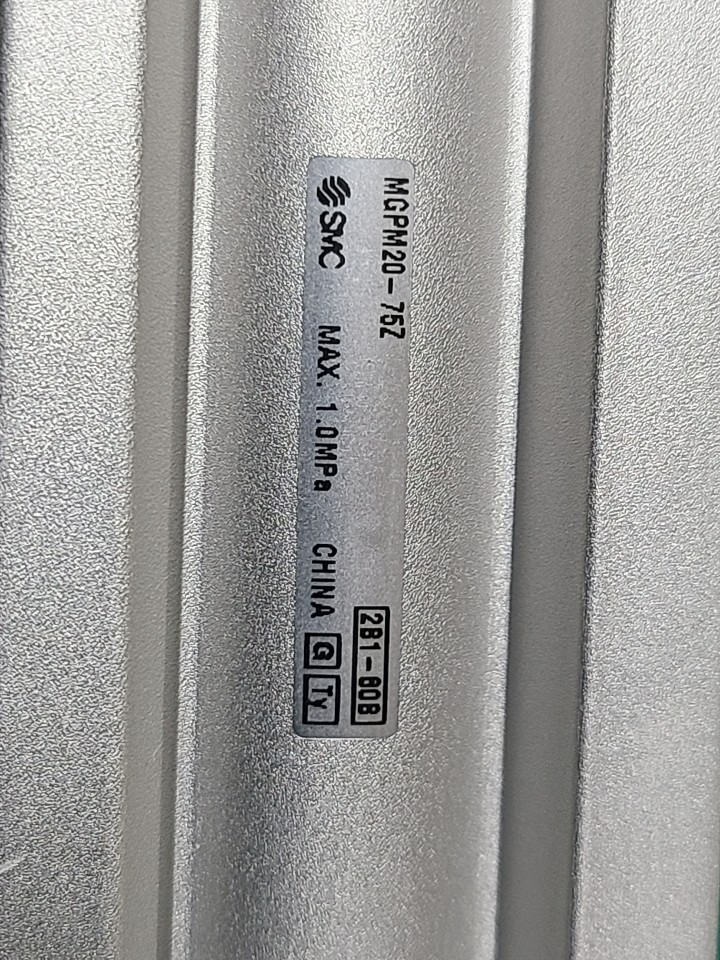 MGPM20-75Z
2B1-80B
SMC MAX. 1.0MPa CHINA Q Ty